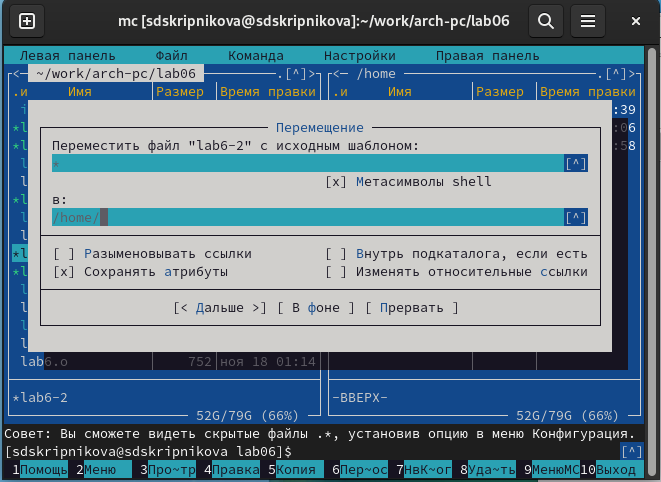 mc [sdskripnikova@sdskripnikova]:~/work/arch-pc/lab06
Левая панель Файл Команда Настройки Правая панель
<— ~/work/arch-pc/lab06 .[^]> <— /home .[^]>
.и Имя Размер Время правки .и Имя Размер Время правки
Перемещение
Переместить файл "lab6-2" с исходным шаблоном:
* [^]
[x] Метасимволы shell
в:
/home/ [^]
[ ] Разыменовывать ссылки [ ] Внутрь подкаталога, если есть
[x] Сохранять атрибуты [ ] Изменять относительные ссылки
[< Дальше >] [ В фоне ] [ Прервать ]
lab6.o 752 ноя 18 01:14
*lab6-2 -ВВЕРХ-
52G/79G (66%) 52G/79G (66%)
Совет: Вы сможете видеть скрытые файлы .*, установив опцию в меню Конфигурация.
[sdskripnikova@sdskripnikova lab06]$ [^]
1Помощь 2Меню 3Про~тр 4Правка 5Копия 6Пер~ос 7НвК~ог 8Уда~ть 9МенюMC 10Выход